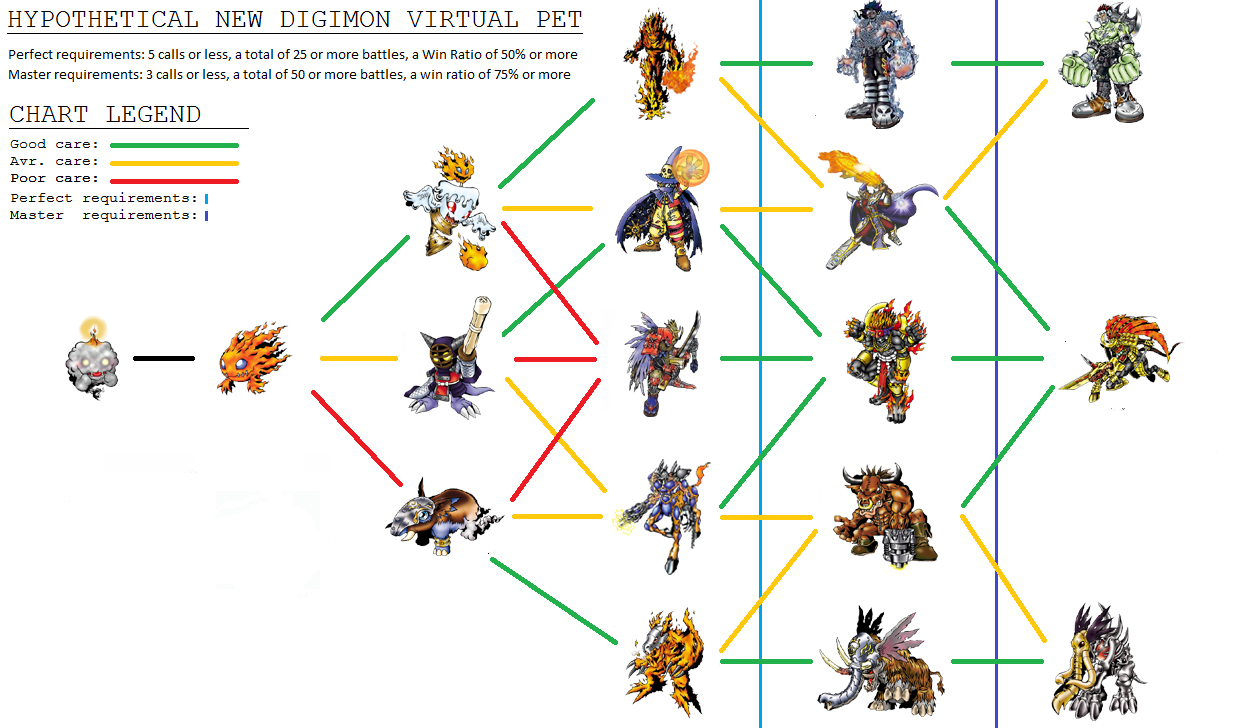 HYPOTHETICAL NEW DIGIMON VIRTUAL PET
Perfect requirements: 5 calls or less, a total of 25 or more battles, a Win Ratio of 50% or more
Master requirements: 3 calls or less, a total of 50 or more battles, a win ratio of 75% or more
CHART LEGEND
Good care:
Avr. care:
Poor care:
Perfect requirements:
Master requirements: